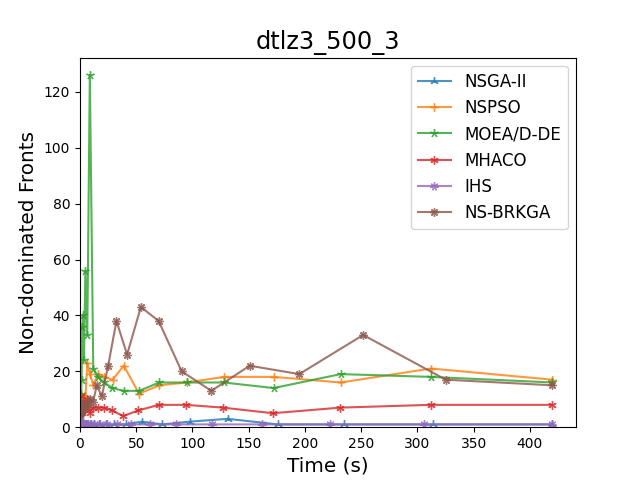 dtlz3_500_3
Non-dominated Fronts
120
100
80
60
40
20
0
0 50 100 150 200 250 300 350 400
Time (s)
NSGA-II
NSPSO
MOEA/D-DE
MHACO
IHS
NS-BRKGA